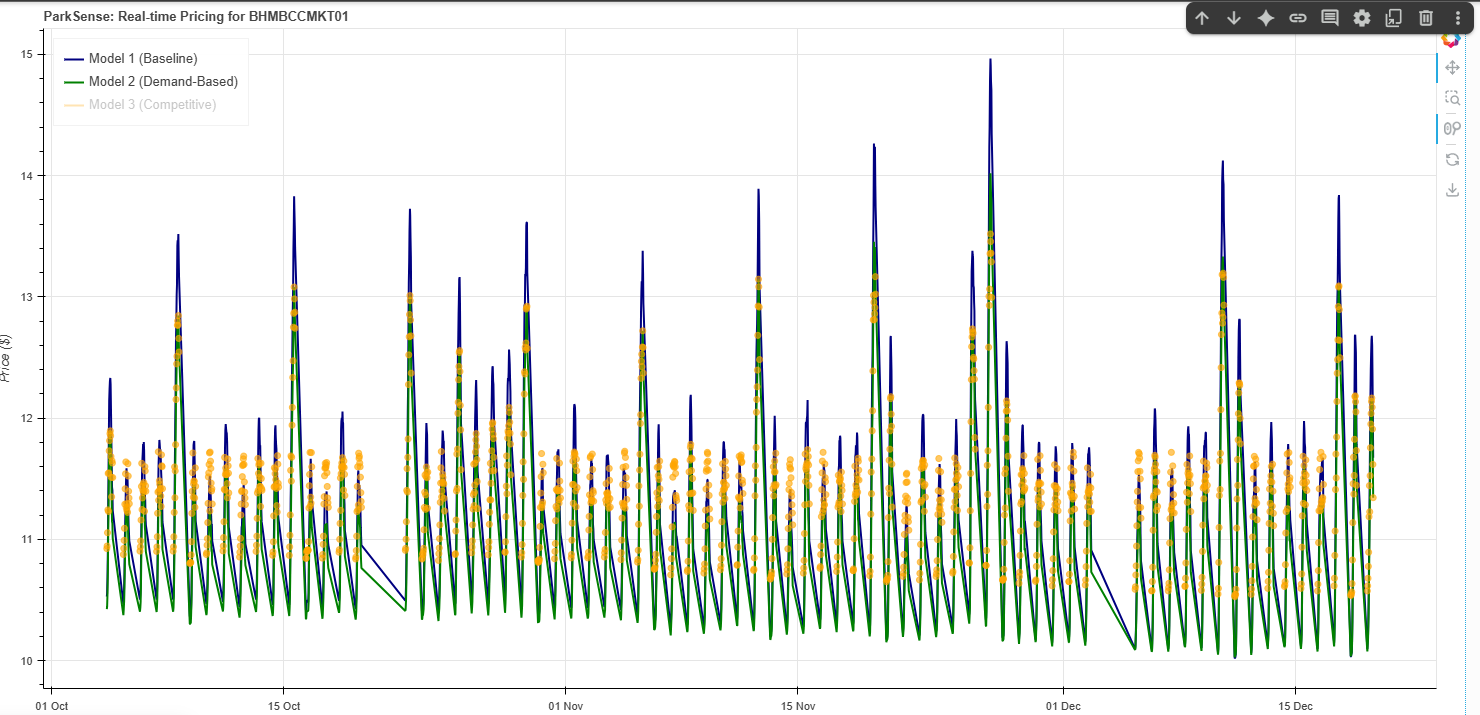 ParkSense: Real-time Pricing for BHMBCCMKT01
Model 1 (Baseline)
Model 2 (Demand-Based)
Model 3 (Competitive)
Price ($)
15
14
13
12
11
10
01 Oct
15 Oct
01 Nov
15 Nov
01 Dec
15 Dec